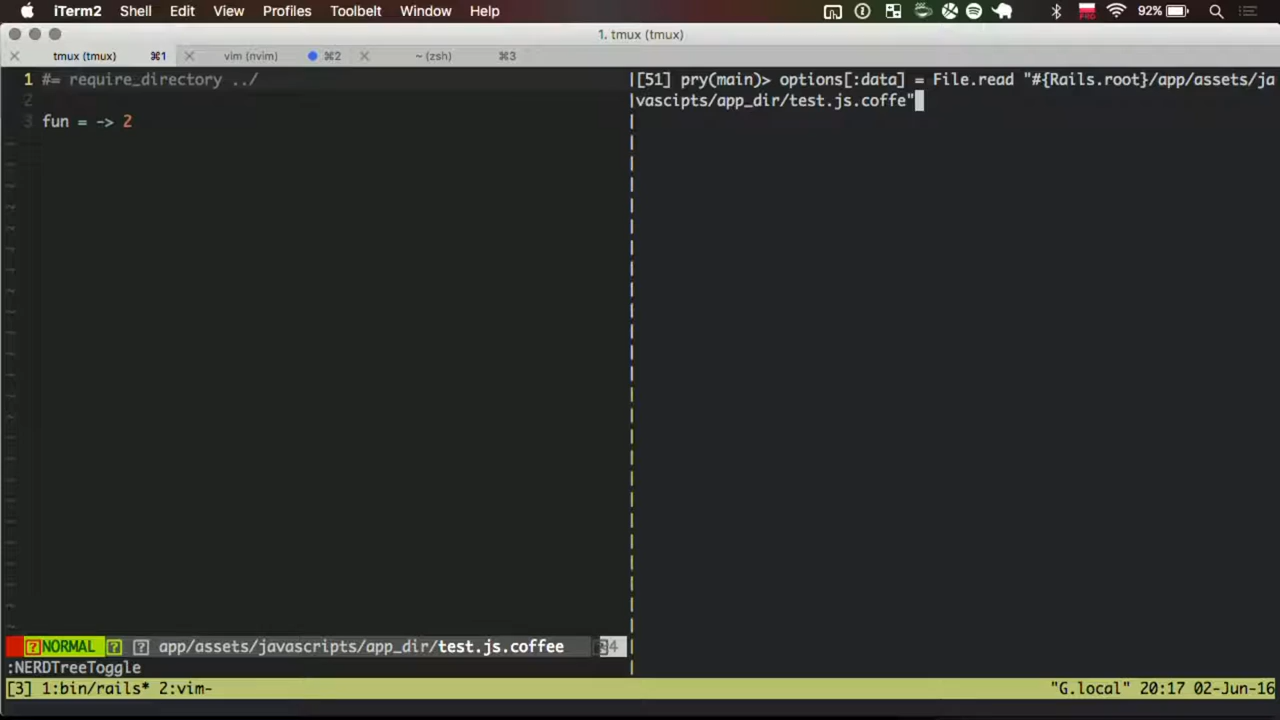 iTerm2 Shell Edit View Profiles Toolbelt Window Help 92%
1. tmux (tmux)
tmux (tmux) ⌘1 vim (nvim) ⌘2 ~ (zsh) ⌘3
1 #= require_directory ../
2
3 fun = -> 2
[51] pry(main)> options[:data] = File.read "#{Rails.root}/app/assets/ja
vascipts/app_dir/test.js.coffe"
NORMAL app/assets/javascripts/app_dir/test.js.coffee
:NERDTreeToggle
[3] 1:bin/rails* 2:vim- "G.local" 20:17 02-Jun-16